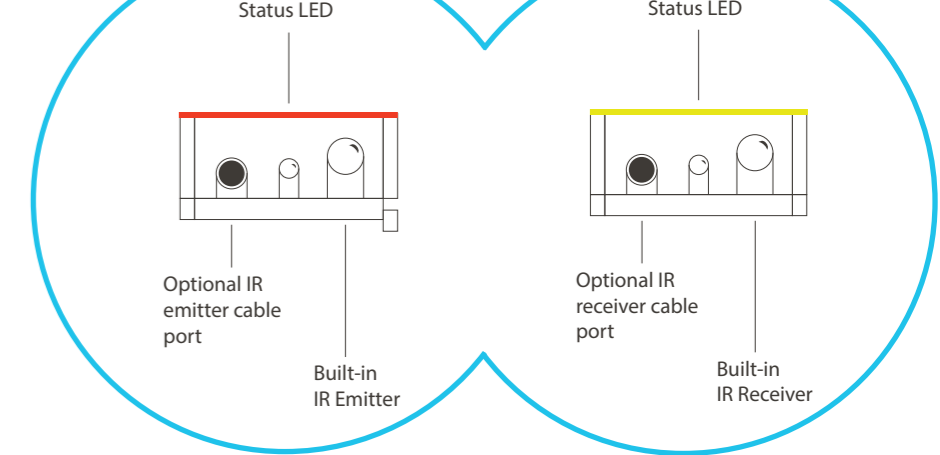 Status LED
Optional IR
emitter cable
port
Built-in
IR Emitter
Status LED
Optional IR
receiver cable
port
Built-in
IR Receiver